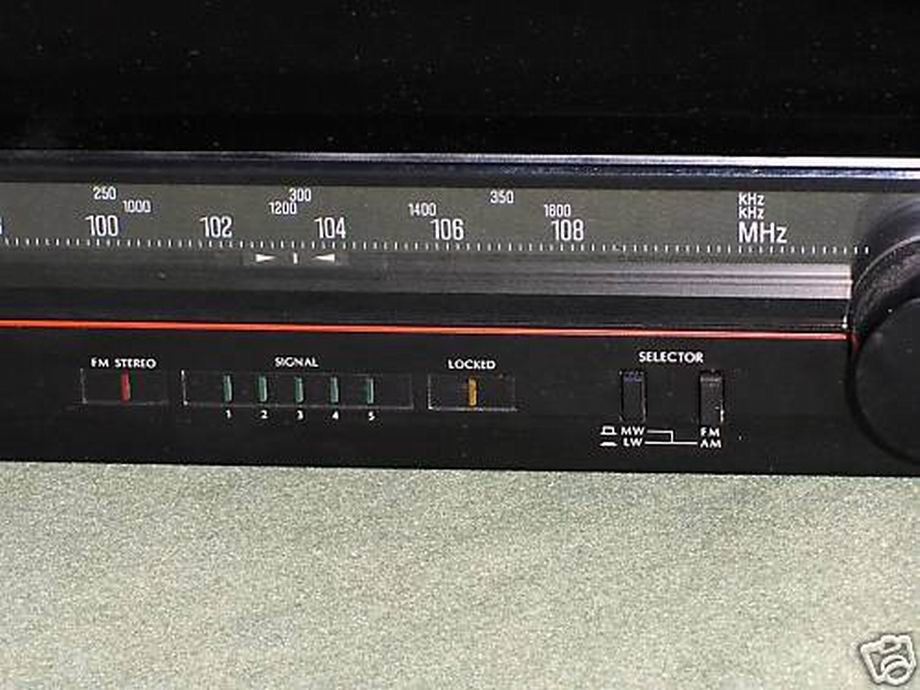 250 300 350 KHz
1000 1200 1400 1600 KHz
100 102 104 106 108 MHz
FM STEREO SIGNAL LOCKED SELECTOR
1 2 3 4 5
MW FM
LW AM